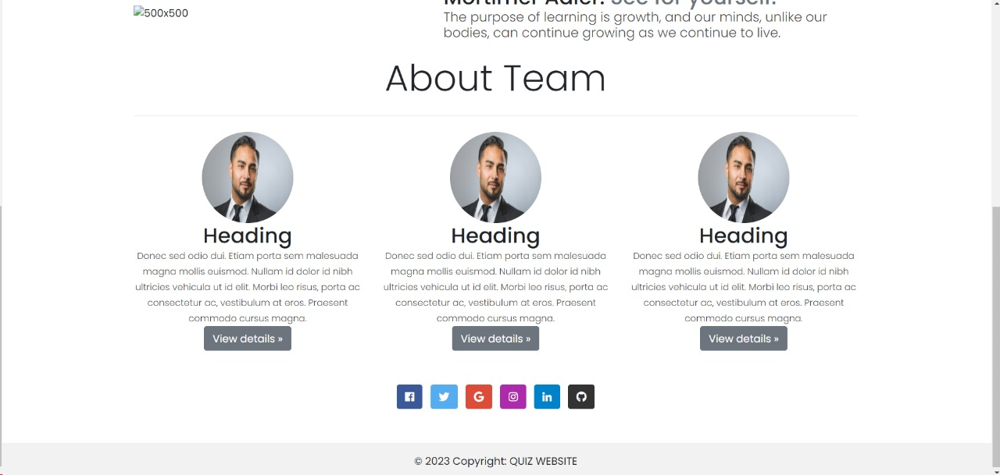 Mortimer Adler. See for yourself.
500x500
The purpose of learning is growth, and our minds, unlike our
bodies, can continue growing as we continue to live.
About Team
Heading
Donec sed odio dui. Etiam porta sem malesuada
magna mollis euismod. Nullam id dolor id nibh
ultricies vehicula ut id elit. Morbi leo risus, porta ac
consectetur ac, vestibulum at eros. Praesent
commodo cursus magna.
View details »
Heading
Donec sed odio dui. Etiam porta sem malesuada
magna mollis euismod. Nullam id dolor id nibh
ultricies vehicula ut id elit. Morbi leo risus, porta ac
consectetur ac, vestibulum at eros. Praesent
commodo cursus magna.
View details »
Heading
Donec sed odio dui. Etiam porta sem malesuada
magna mollis euismod. Nullam id dolor id nibh
ultricies vehicula ut id elit. Morbi leo risus, porta ac
consectetur ac, vestibulum at eros. Praesent
commodo cursus magna.
View details »
© 2023 Copyright: QUIZ WEBSITE